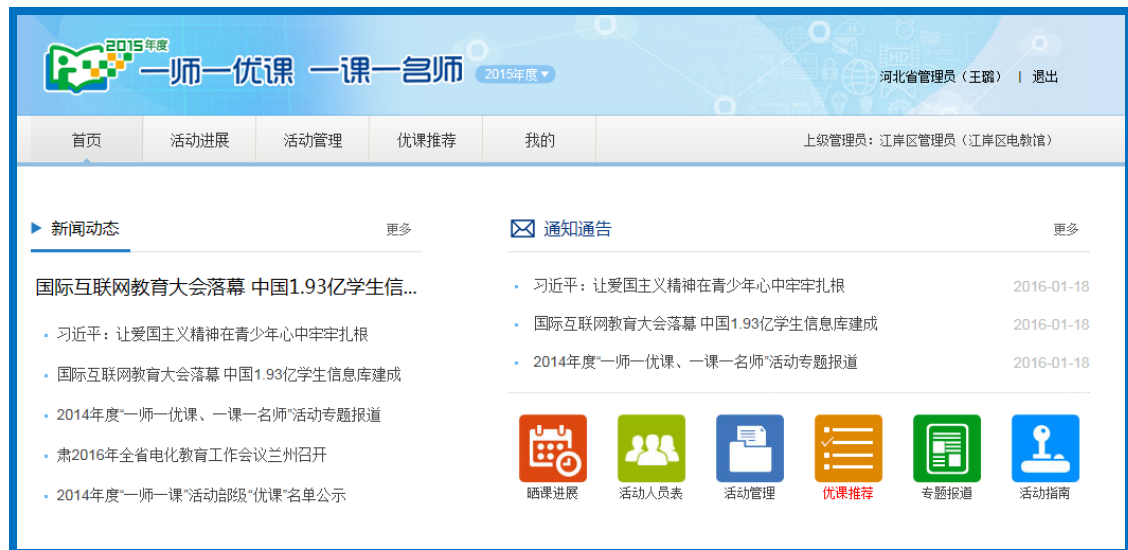 2015年度
一师一优课 一课一名师
2015年度
河北省管理员（王璐） | 退出
首页 活动进展 活动管理 优课推荐 我的 上级管理员：江岸区管理员（江岸区电教馆）
新闻动态 更多
国际互联网教育大会落幕 中国1.93亿学生信...
习近平：让爱国主义精神在青少年心中牢牢扎根
国际互联网教育大会落幕 中国1.93亿学生信息库建成
2014年度“一师一优课、一课一名师”活动专题报道
肃2016年全省电化教育工作会议兰州召开
2014年度“一师一课”活动部级“优课”名单公示
通知通告 更多
习近平：让爱国主义精神在青少年心中牢牢扎根 2016-01-18
国际互联网教育大会落幕 中国1.93亿学生信息库建成 2016-01-18
2014年度“一师一优课、一课一名师”活动专题报道 2016-01-18
晒课进展 活动人员表 活动管理 优课推荐 专题报道 活动指南